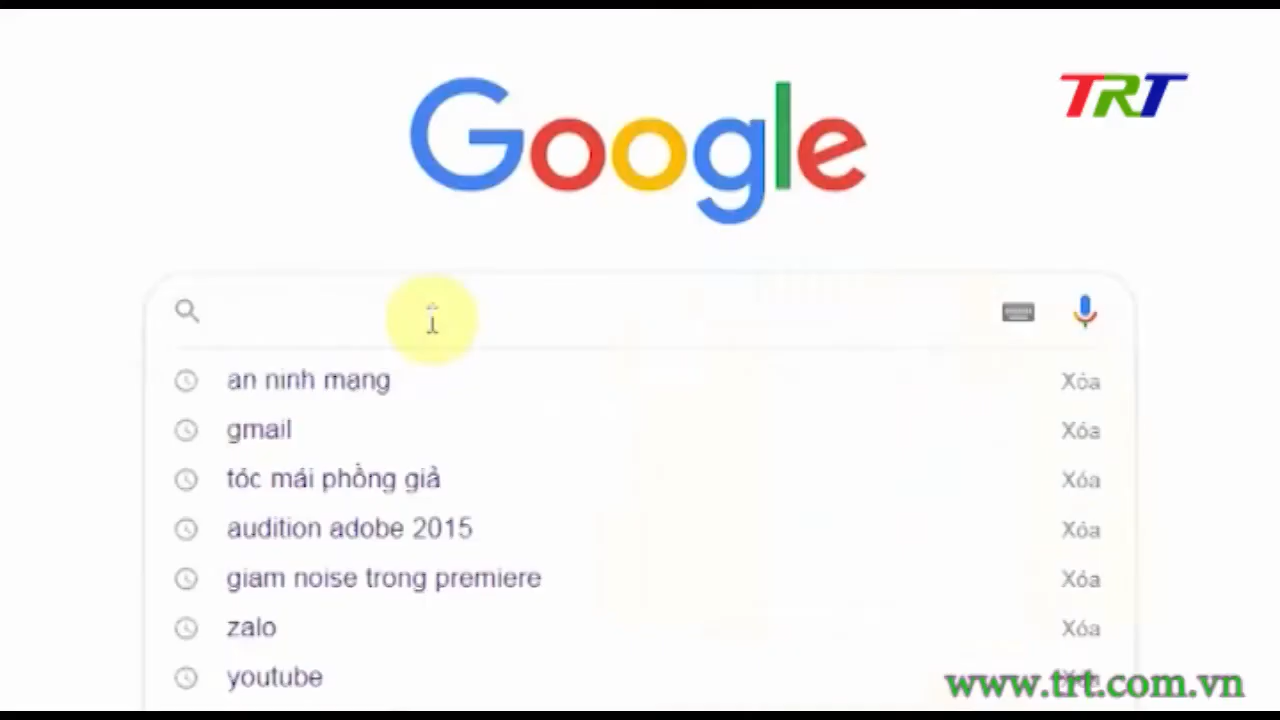 Google
TRT
an ninh mạng
Xóa
gmail
Xóa
tóc mái phồng giả
Xóa
audition adobe 2015
Xóa
giam noise trong premiere
Xóa
zalo
Xóa
youtube
www.trt.com.vn